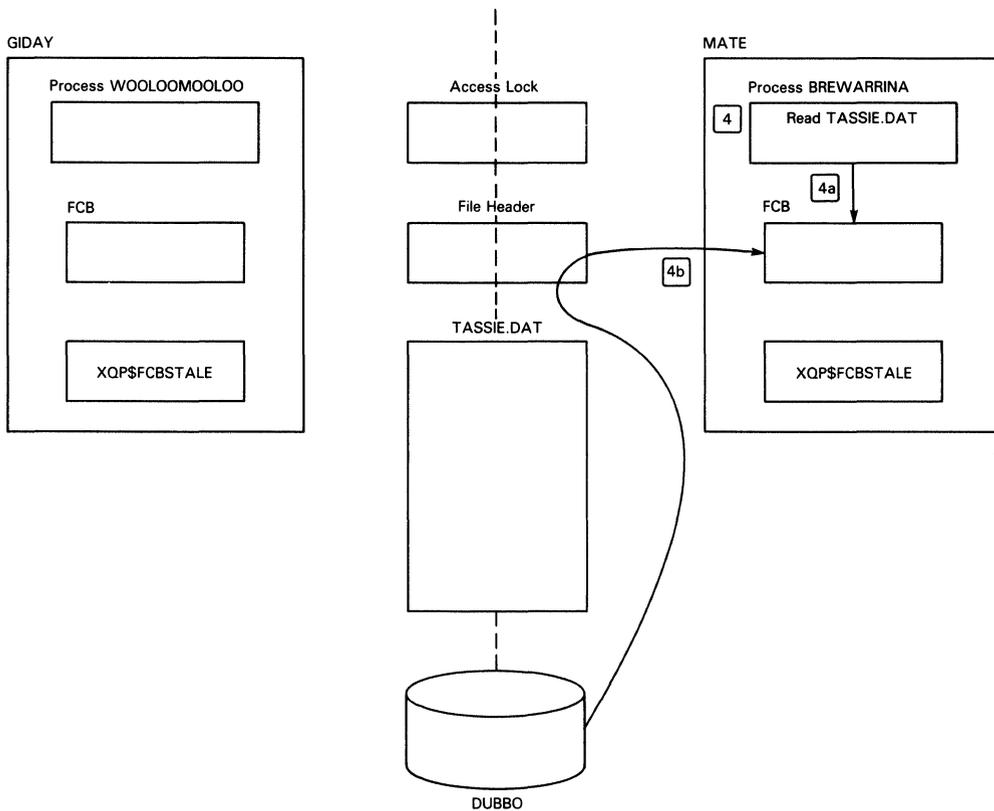 GIDAY
Process WOOLOOMOOLOO
FCB
XQP$FCBSTALE
Access Lock
File Header
TASSIE.DAT
DUBBO
MATE
Process BREWARRINA
4
Read TASSIE.DAT
4a
FCB
4b
XQP$FCBSTALE